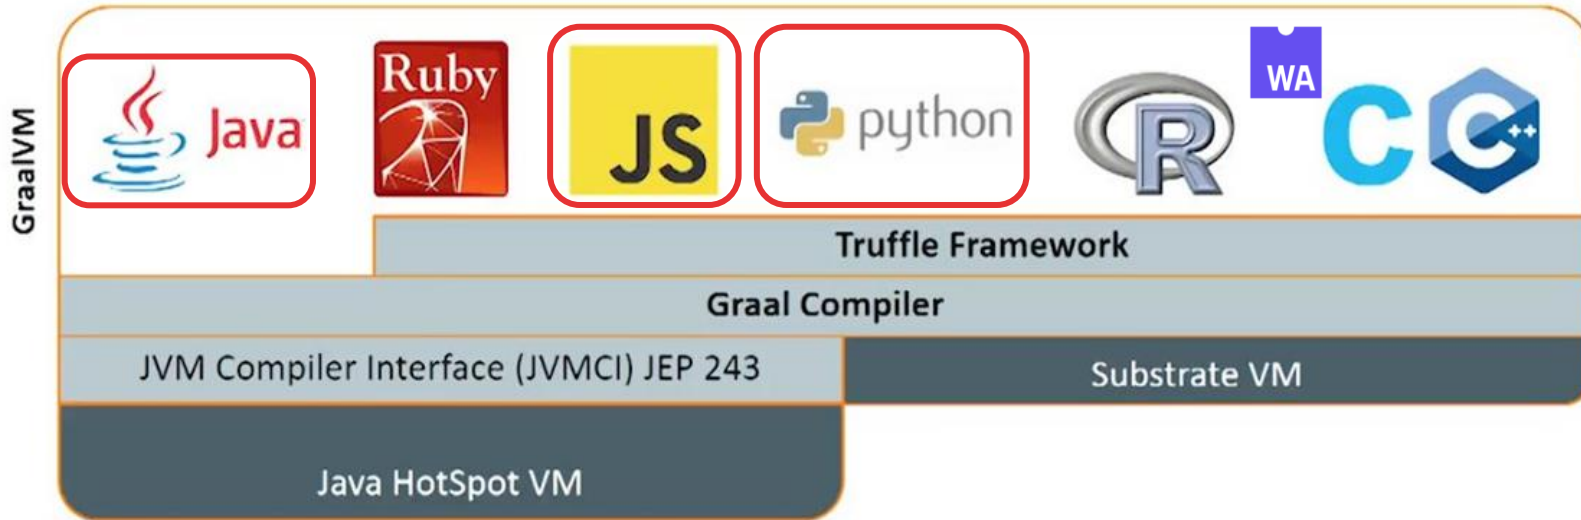 GraalVM
Java
Ruby
JS
python
R
WA
C
C++
Truffle Framework
Graal Compiler
JVM Compiler Interface (JVMCI) JEP 243
Substrate VM
Java HotSpot VM